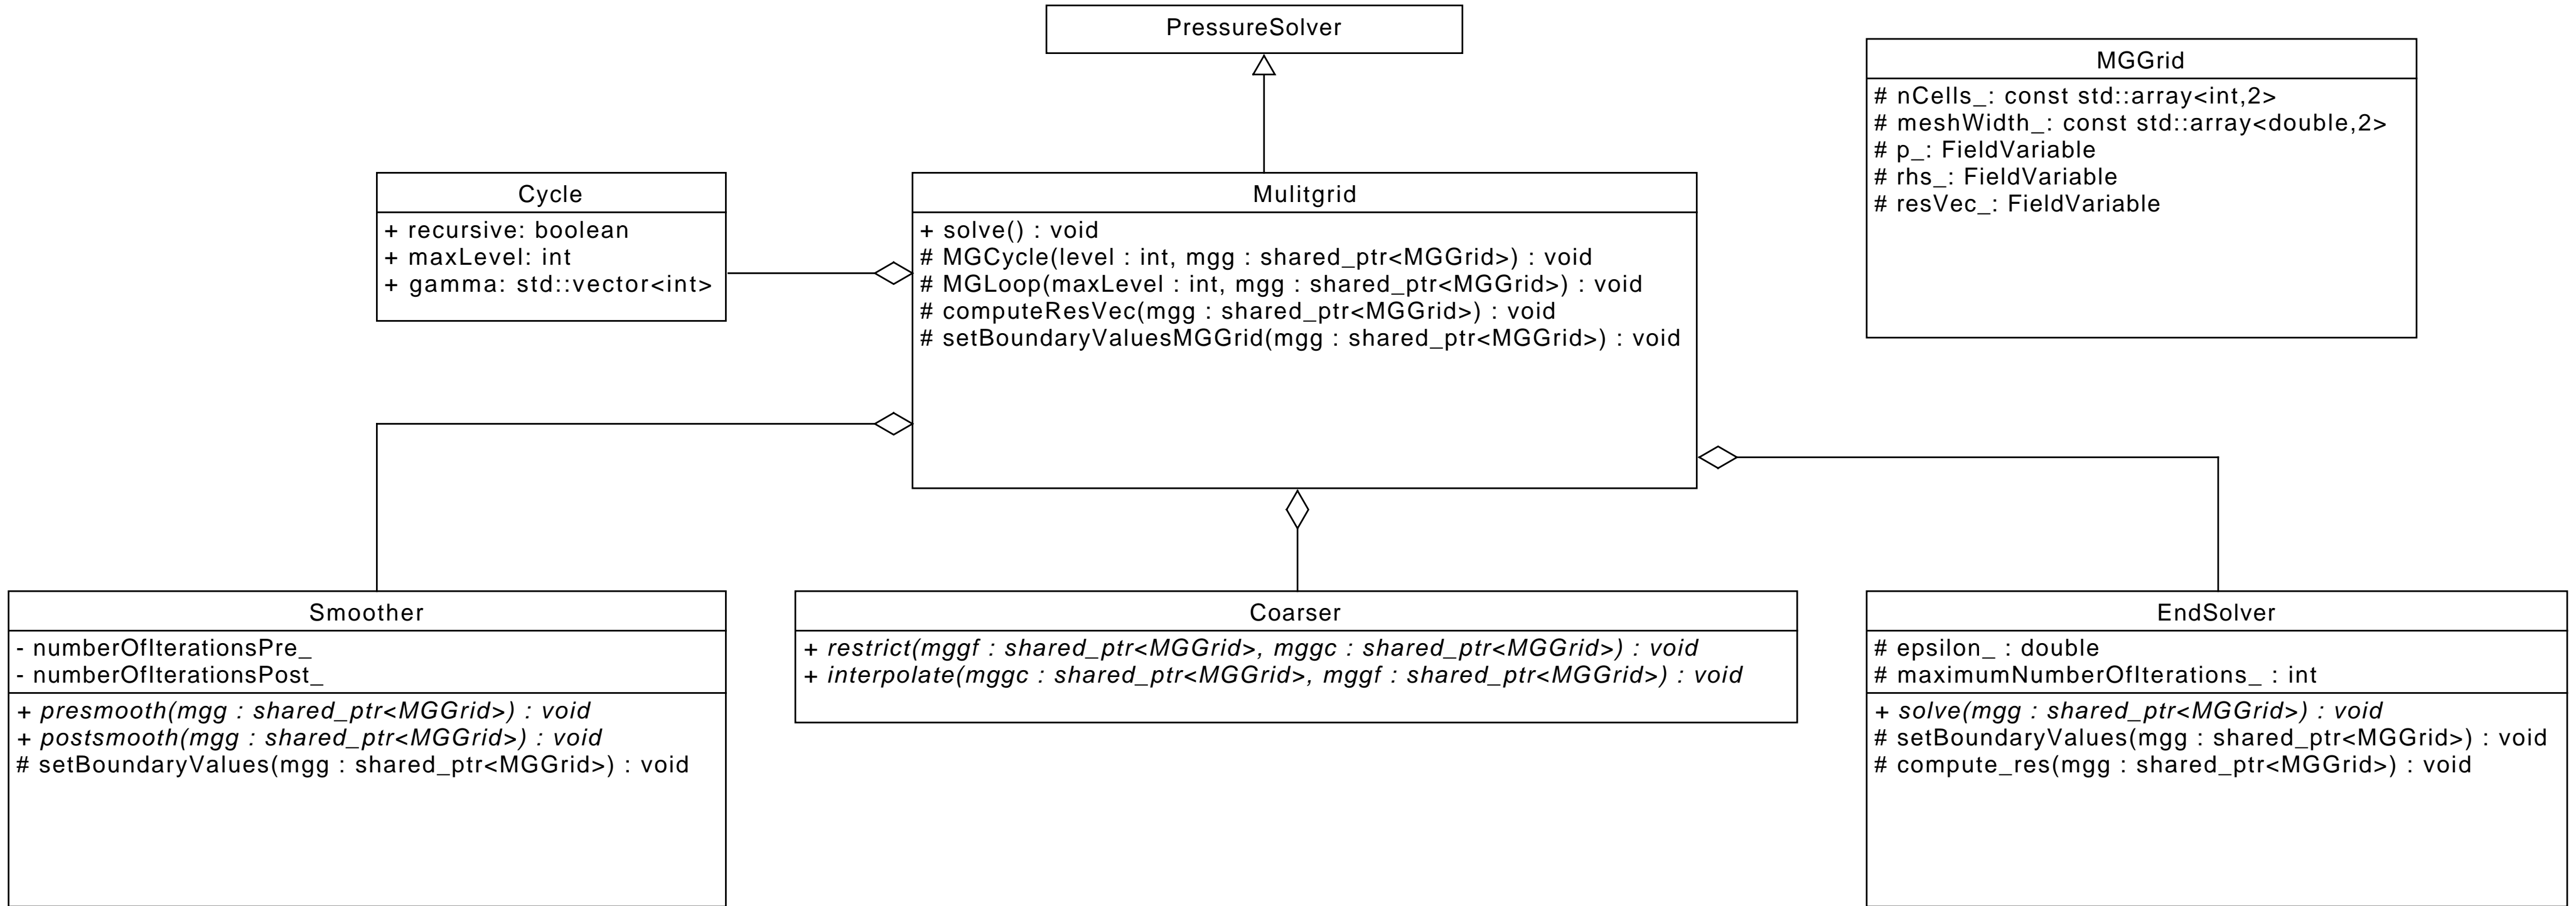 PressureSolver
MGGrid
# nCells_: const std::array<int,2>
# meshWidth_: const std::array<double,2>
# p_: FieldVariable
# rhs_: FieldVariable
# resVec_: FieldVariable
Cycle
+ recursive: boolean
+ maxLevel: int
+ gamma: std::vector<int>
Mulitgrid
+ solve() : void
# MGCycle(level : int, mgg : shared_ptr<MGGrid>) : void
# MGLoop(maxLevel : int, mgg : shared_ptr<MGGrid>) : void
# computeResVec(mgg : shared_ptr<MGGrid>) : void
# setBoundaryValuesMGGrid(mgg : shared_ptr<MGGrid>) : void
Smoother
- numberOfIterationsPre_
- numberOfIterationsPost_
+ presmooth(mgg : shared_ptr<MGGrid>) : void
+ postsmooth(mgg : shared_ptr<MGGrid>) : void
# setBoundaryValues(mgg : shared_ptr<MGGrid>) : void
Coarser
+ restrict(mggf : shared_ptr<MGGrid>, mggc : shared_ptr<MGGrid>) : void
+ interpolate(mggc : shared_ptr<MGGrid>, mggf : shared_ptr<MGGrid>) : void
EndSolver
# epsilon_ : double
# maximumNumberOfIterations_ : int
+ solve(mgg : shared_ptr<MGGrid>) : void
# setBoundaryValues(mgg : shared_ptr<MGGrid>) : void
# compute_res(mgg : shared_ptr<MGGrid>) : void